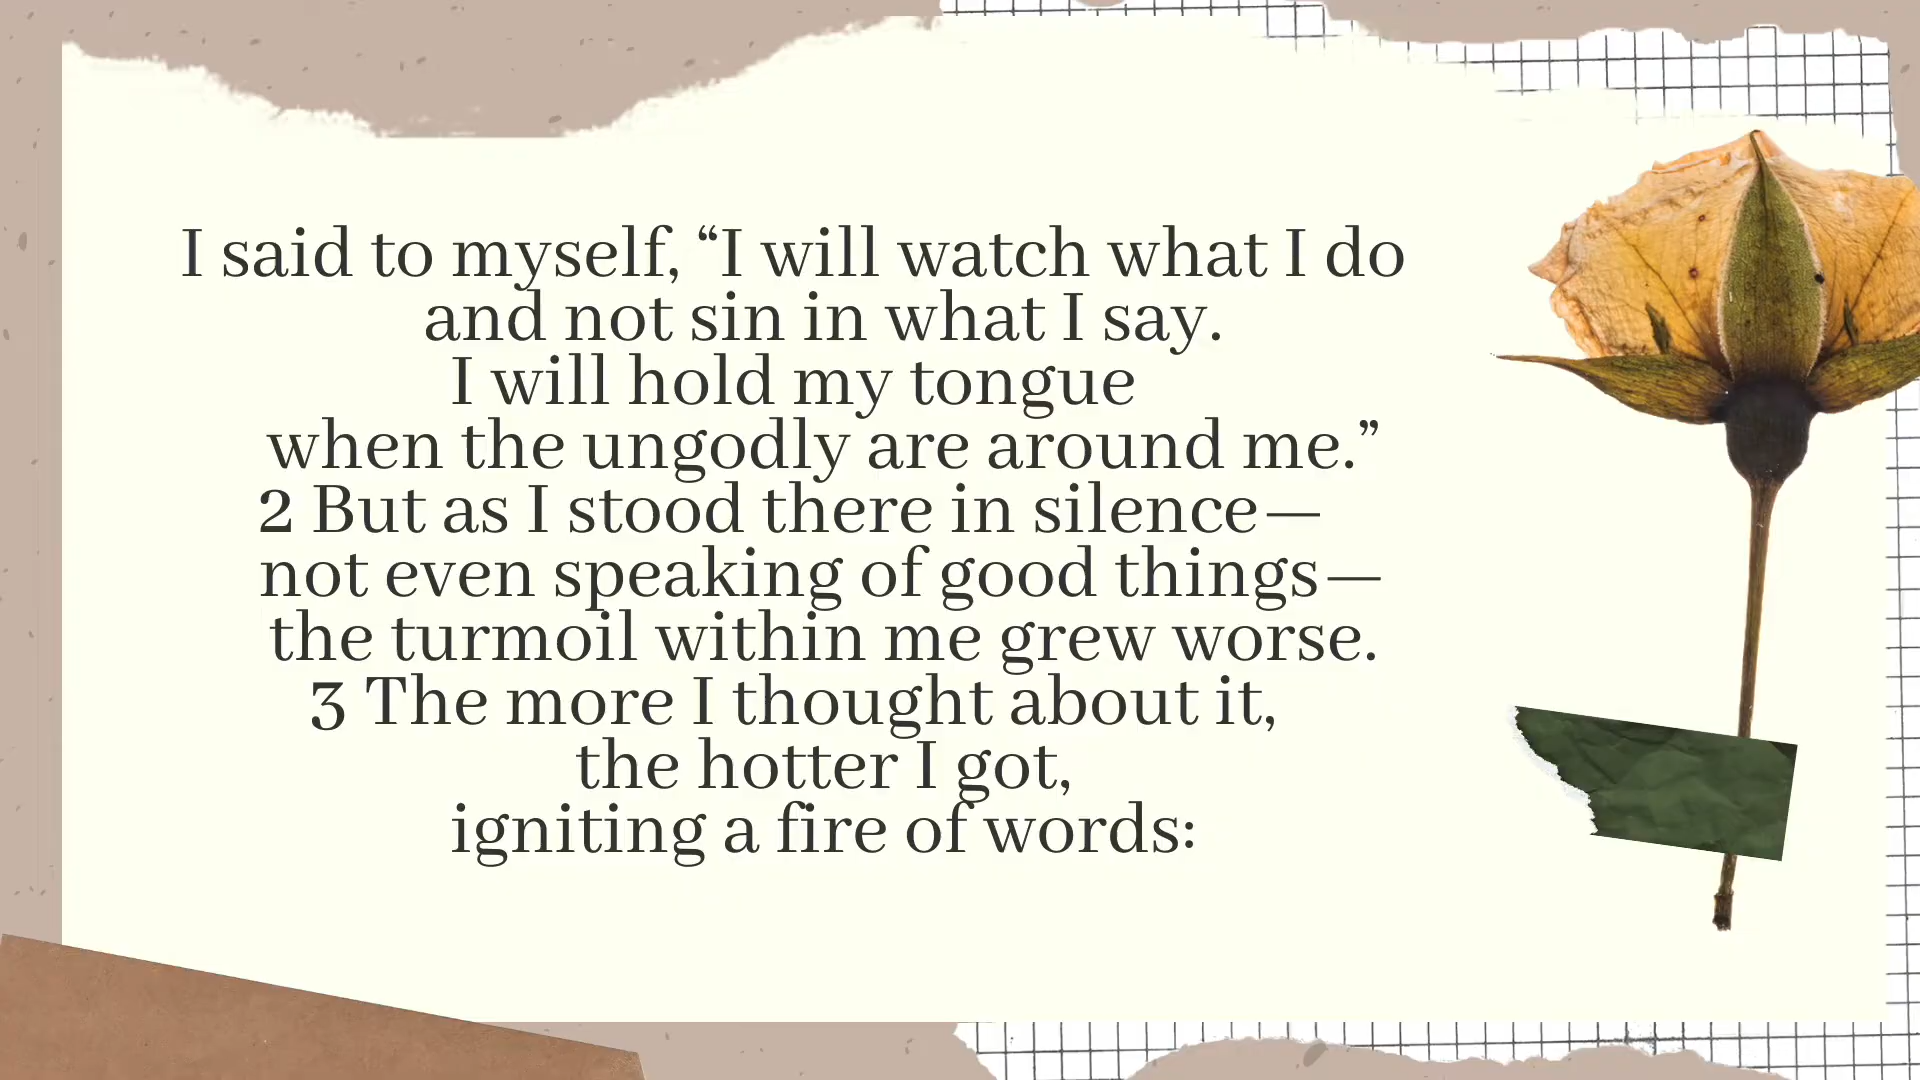 I said to myself, “I will watch what I do
and not sin in what I say.
I will hold my tongue
when the ungodly are around me.”
2 But as I stood there in silence—
not even speaking of good things—
the turmoil within me grew worse.
3 The more I thought about it,
the hotter I got,
igniting a fire of words: